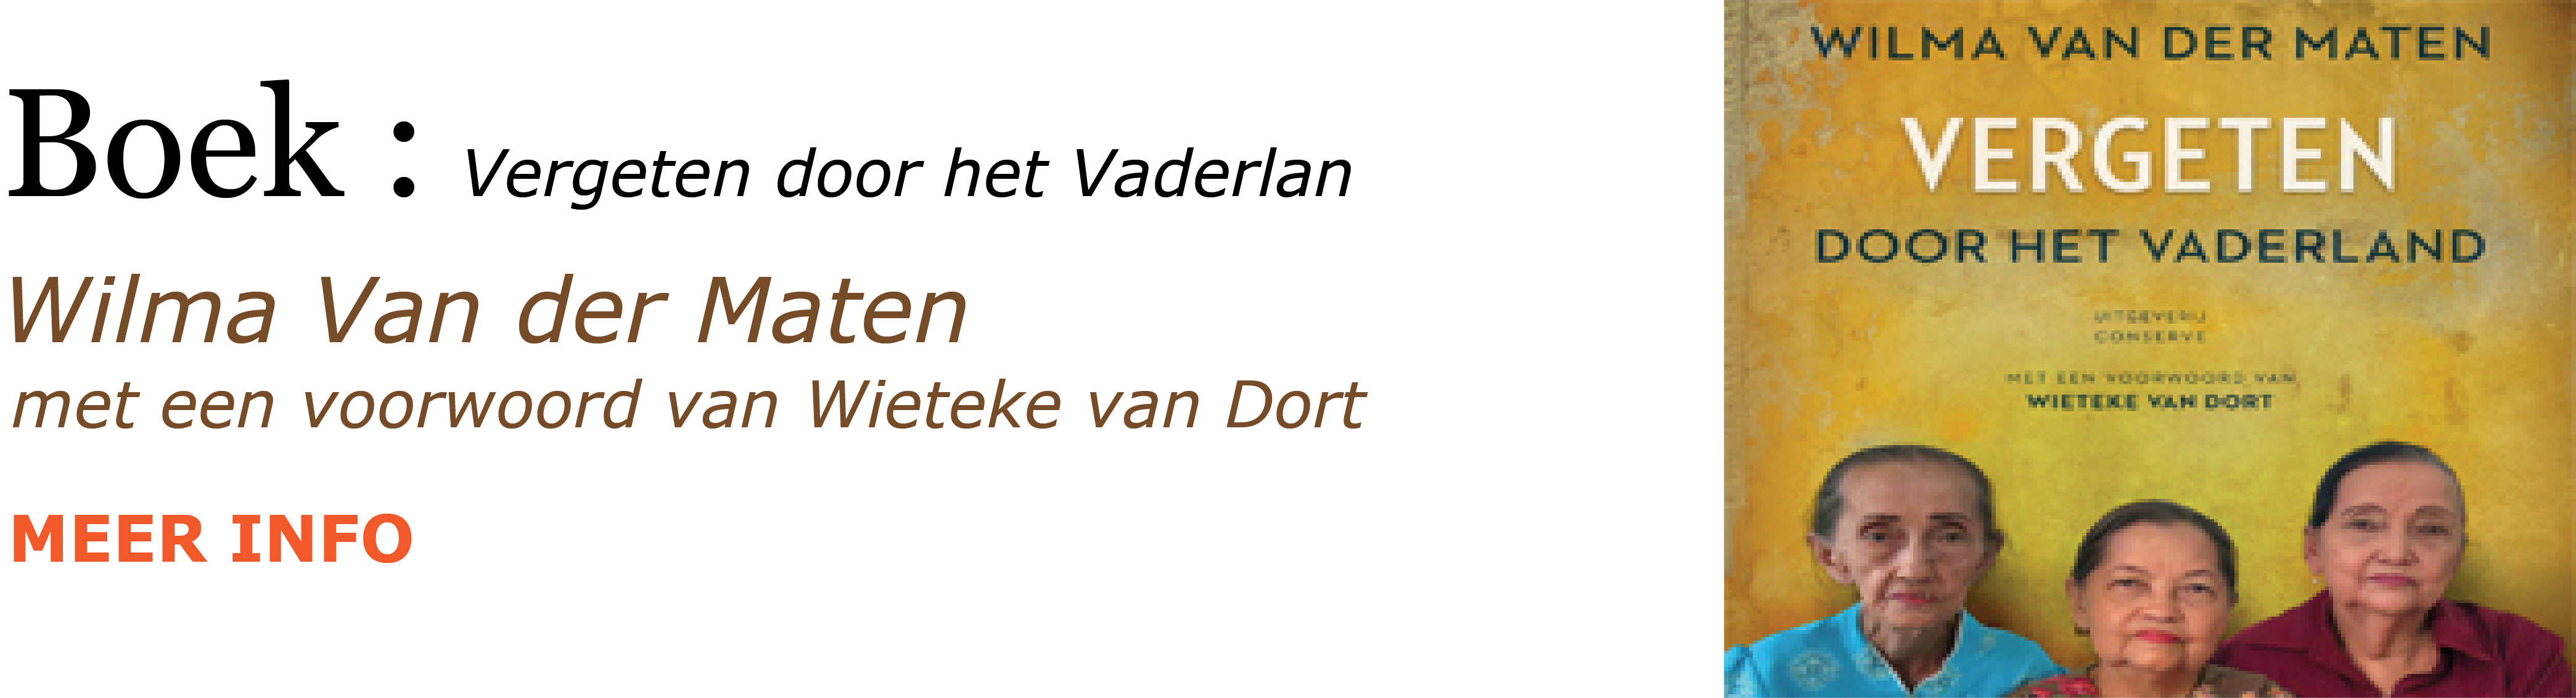 Boek : Vergeten door het Vaderlan
Wilma Van der Maten
met een voorwoord van Wieteke van Dort
MEER INFO
WILMA VAN DER MATEN
VERGETEN
DOOR HET VADERLAND
UITGEVERIJ
CONSERVE
MET EEN VOORWOORD VAN
WIETEKE VAN DORT